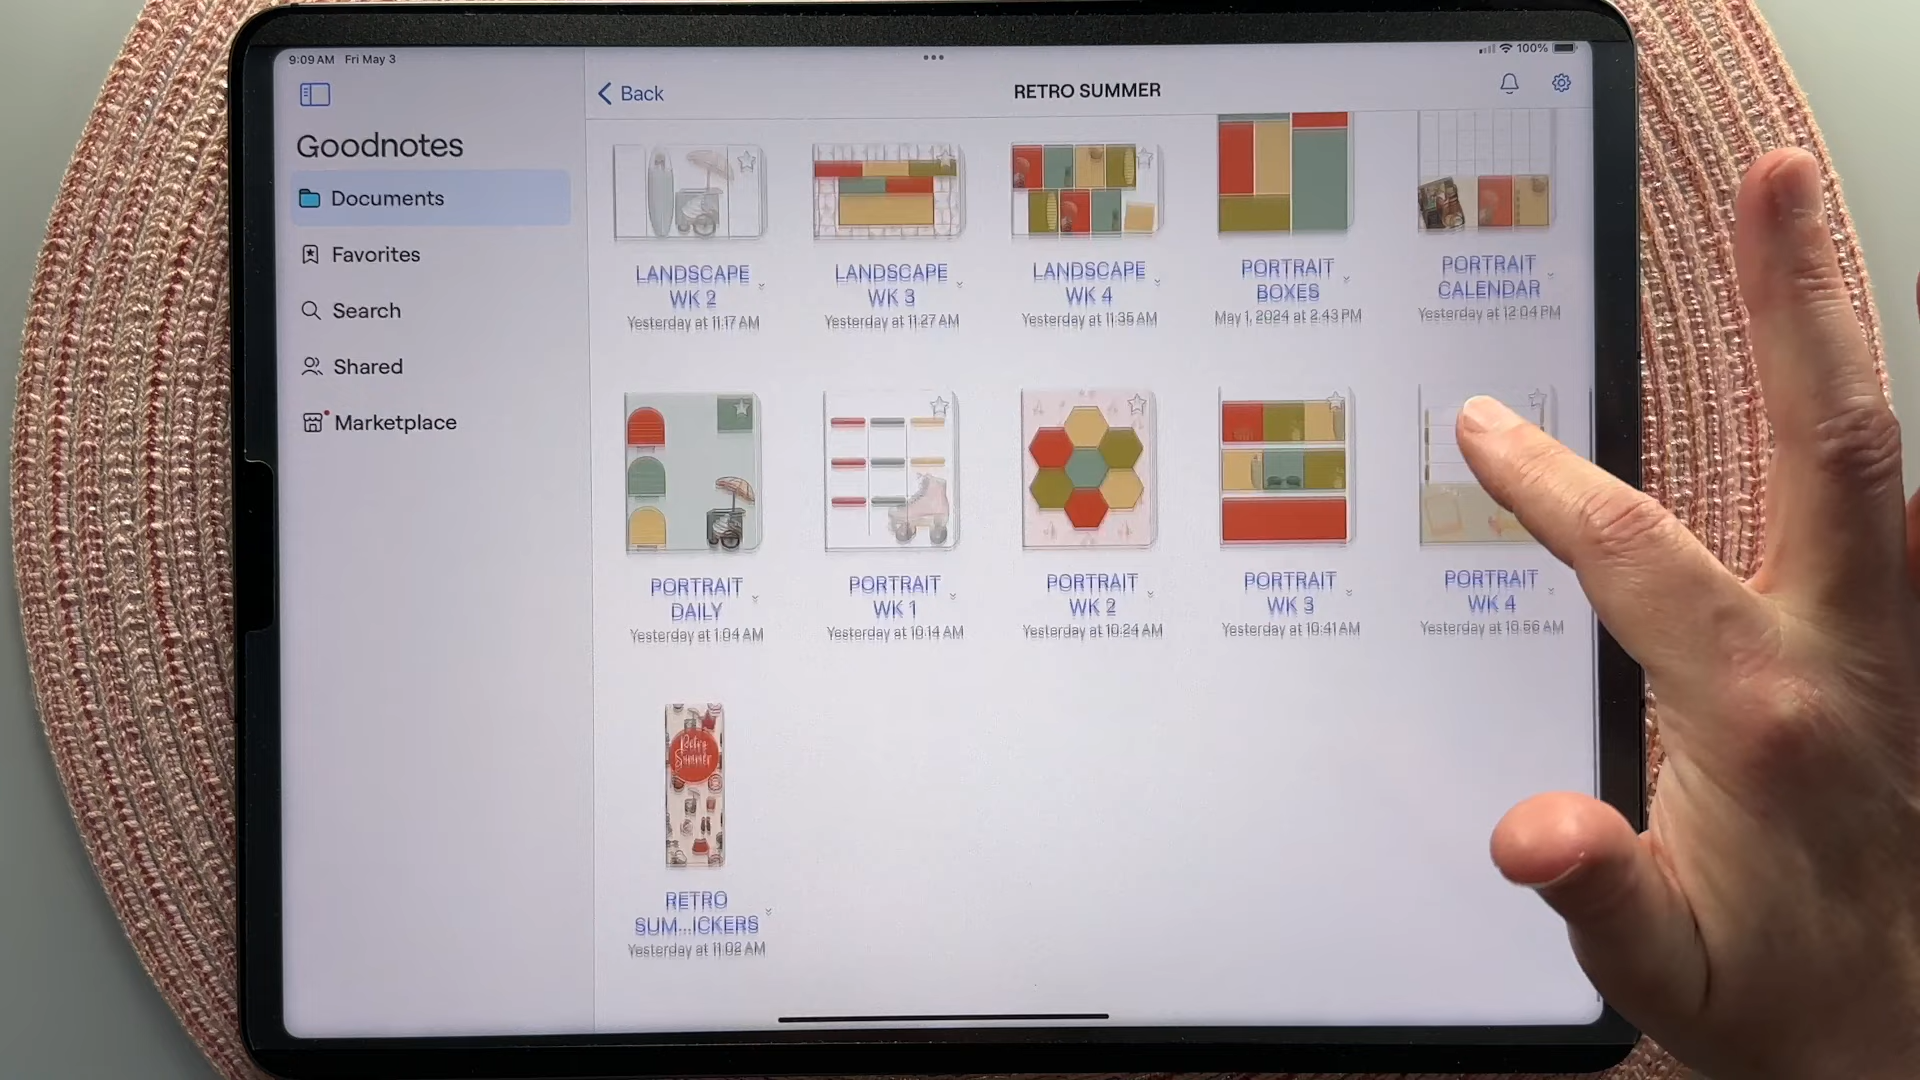 9:09 AM Fri May 3
100%
Goodnotes
Documents
Favorites
Search
Shared
Marketplace
Back
RETRO SUMMER
LANDSCAPE
WK 2
Yesterday at 11:17 AM
LANDSCAPE
WK 3
Yesterday at 11:27 AM
LANDSCAPE
WK 4
Yesterday at 11:35 AM
PORTRAIT
BOXES
May 1, 2024 at 2:43 PM
PORTRAIT
CALENDAR
Yesterday at 12:04 PM
PORTRAIT
DAILY
Yesterday at 1:04 AM
PORTRAIT
WK 1
Yesterday at 10:14 AM
PORTRAIT
WK 2
Yesterday at 10:24 AM
PORTRAIT
WK 3
Yesterday at 10:41 AM
PORTRAIT
WK 4
Yesterday at 10:56 AM
Retro
Summer
RETRO
SUM...ICKERS
Yesterday at 11:02 AM